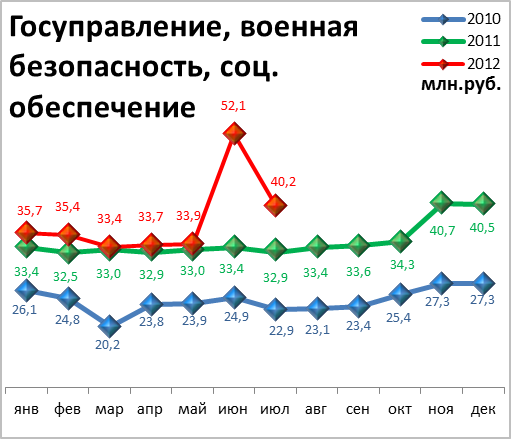 Госуправление, военная
безопасность, соц.
обеспечение
2010
2011
2012
млн.руб.
52,1
40,2
35,7 35,4 33,4 33,7 33,9
40,7 40,5
33,4 32,5 33,0 32,9 33,0 33,4 32,9 33,4 33,6 34,3
26,1 24,8 20,2 23,8 23,9 24,9 22,9 23,1 23,4 25,4 27,3 27,3
янв фев мар апр май июн июл авг сен окт ноя дек